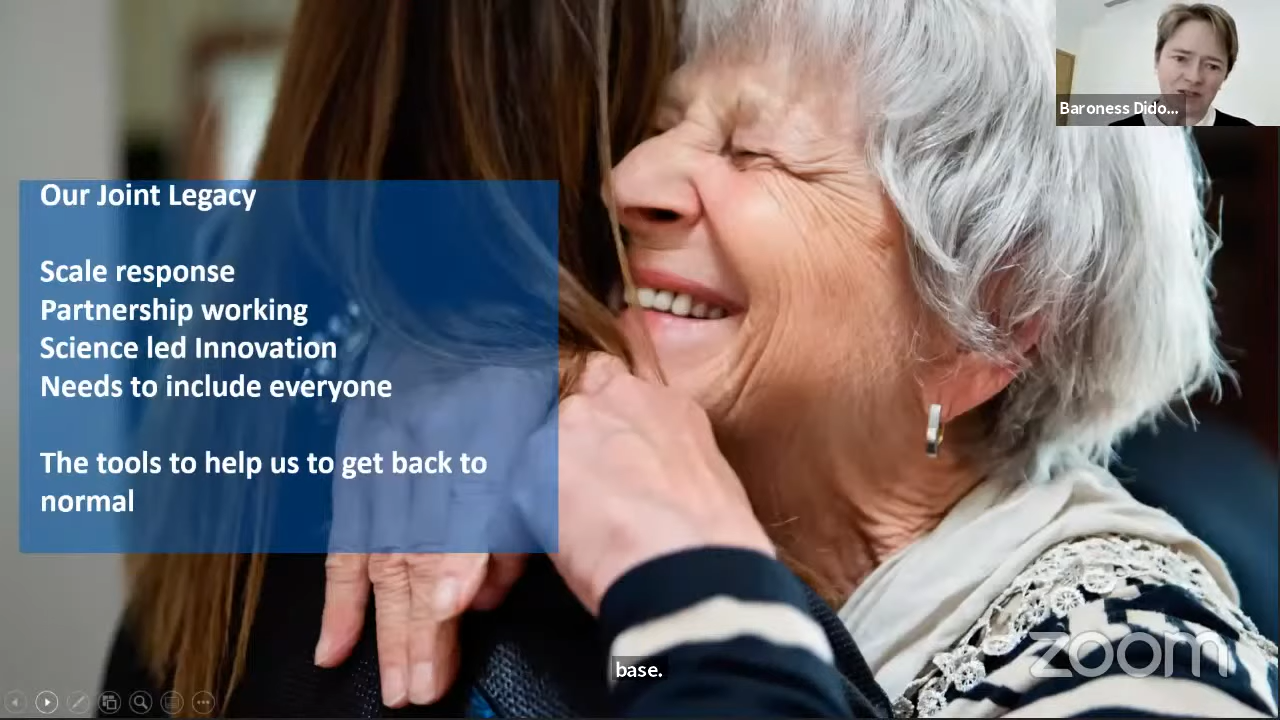 Baroness Dido...
Our Joint Legacy
Scale response
Partnership working
Science led Innovation
Needs to include everyone
The tools to help us to get back to
normal
base.
zoom